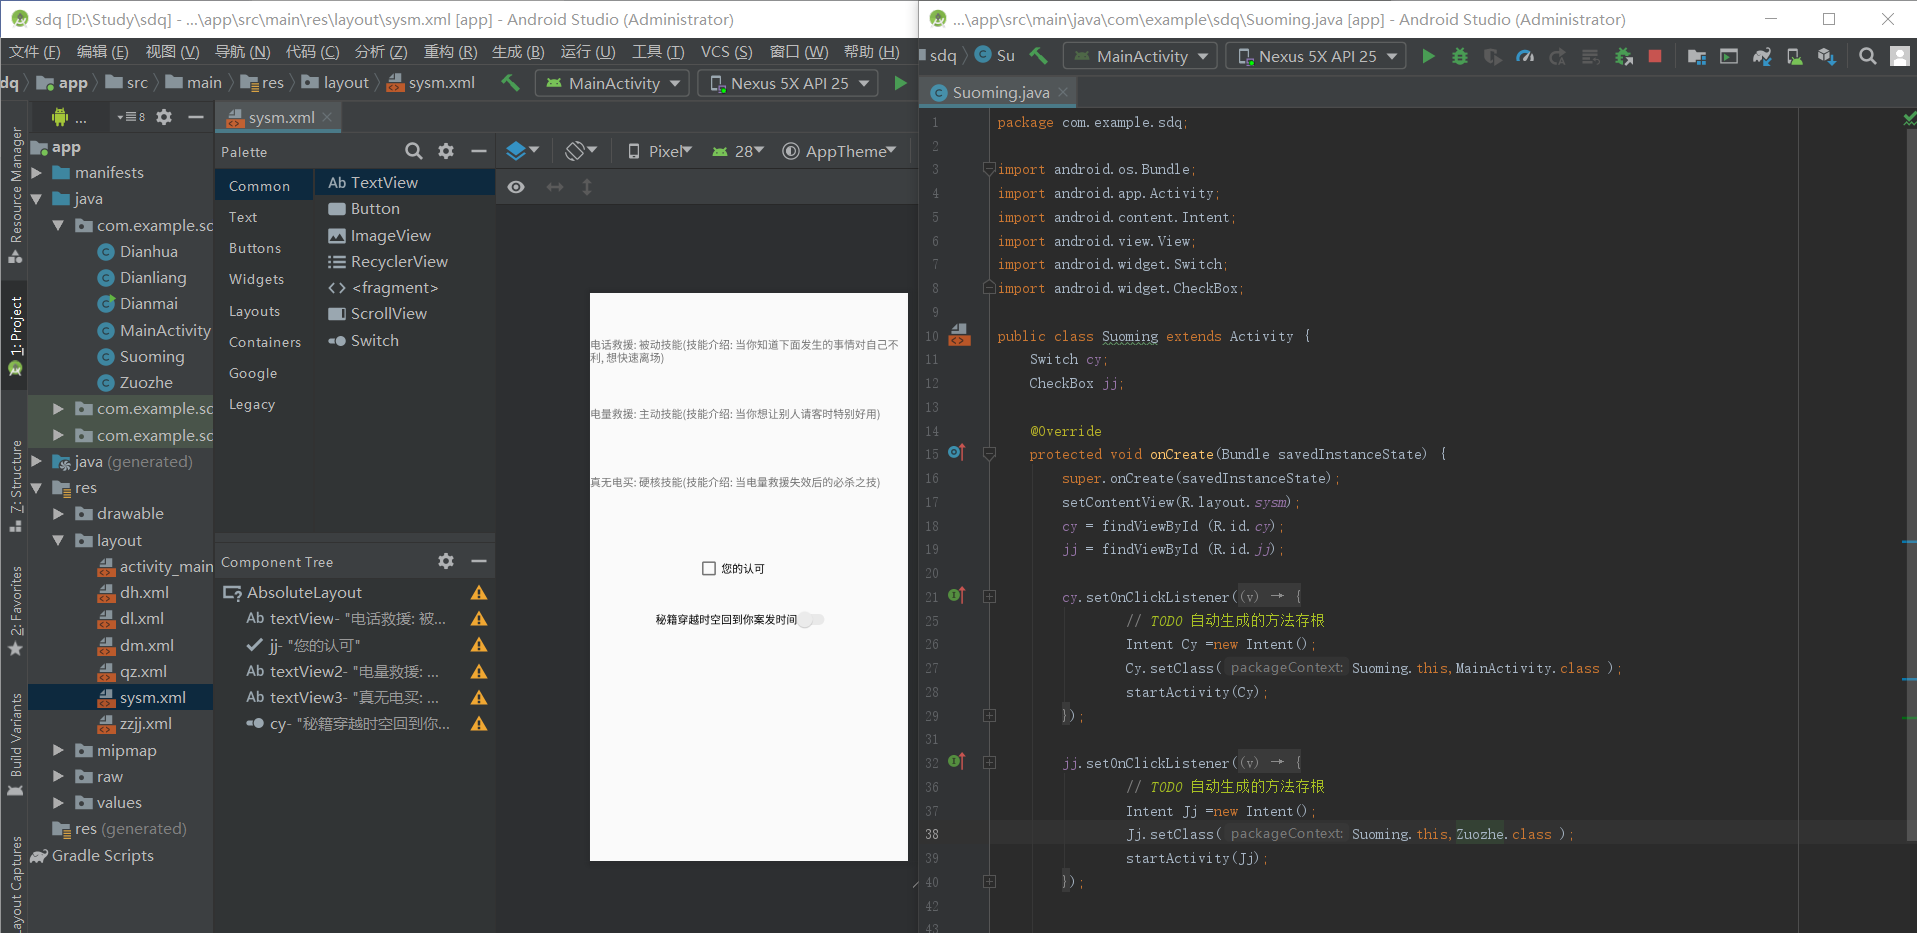 sdq [D:\Study\sdq] - ...\app\src\main\res\layout\sysm.xml [app] - Android Studio (Administrator)
文件 (F) 编辑 (E) 视图 (V) 导航 (N) 代码 (C) 分析 (Z) 重构 (R) 生成 (B) 运行 (U) 工具 (T) VCS (S) 窗口 (W) 帮助 (H)
dq app src main res layout sysm.xml MainActivity Nexus 5X API 25
... 8
sysm.xml
Resource Manager
1: Project
7: Structure
2: Favorites
Build Variants
Layout Captures
app
manifests
java
com.example.sd
Dianhua
Dianliang
Dianmai
MainActivity
Suoming
Zuozhe
com.example.sd
com.example.sd
java (generated)
res
drawable
layout
activity_main
dh.xml
dl.xml
dm.xml
qz.xml
sysm.xml
zzjj.xml
mipmap
raw
values
res (generated)
Gradle Scripts
Palette
Common
Text
Buttons
Widgets
Layouts
Containers
Google
Legacy
Ab TextView
Button
ImageView
RecyclerView
<fragment>
ScrollView
Switch
Component Tree
AbsoluteLayout
Ab textView- "电话救援: 被...
jj- "您的认可"
Ab textView2- "电量救援: ...
Ab textView3- "真无电买: ...
cy- "秘籍穿越时空回到你...
Pixel 28 AppTheme
电话救援: 被动技能(技能介绍: 当你知道下面发生的事情对自己不
利, 想快速离场)
电量救援: 主动技能(技能介绍: 当你想让别人请客时特别好用)
真无电买: 硬核技能(技能介绍: 当电量救援失效后的必杀之技)
您的认可
秘籍穿越时空回到你案发时间
...\app\src\main\java\com\example\sdq\Suoming.java [app] - Android Studio (Administrator)
sdq Su MainActivity Nexus 5X API 25
Suoming.java
1 package com.example.sdq;
2
3 import android.os.Bundle;
4 import android.app.Activity;
5 import android.content.Intent;
6 import android.view.View;
7 import android.widget.Switch;
8 import android.widget.CheckBox;
9
10 public class Suoming extends Activity {
11 Switch cy;
12 CheckBox jj;
13
14 @Override
15 protected void onCreate(Bundle savedInstanceState) {
16 super.onCreate(savedInstanceState);
17 setContentView(R.layout.sysm);
18 cy = findViewById (R.id.cy);
19 jj = findViewById (R.id.jj);
20
21 cy.setOnClickListener((v) → {
25 // TODO 自动生成的方法存根
26 Intent Cy =new Intent();
27 Cy.setClass( packageContext: Suoming.this,MainActivity.class );
28 startActivity(Cy);
29 });
31
32 jj.setOnClickListener((v) → {
36 // TODO 自动生成的方法存根
37 Intent Jj =new Intent();
38 Jj.setClass( packageContext: Suoming.this,Zuozhe.class );
39 startActivity(Jj);
40 });
42
43